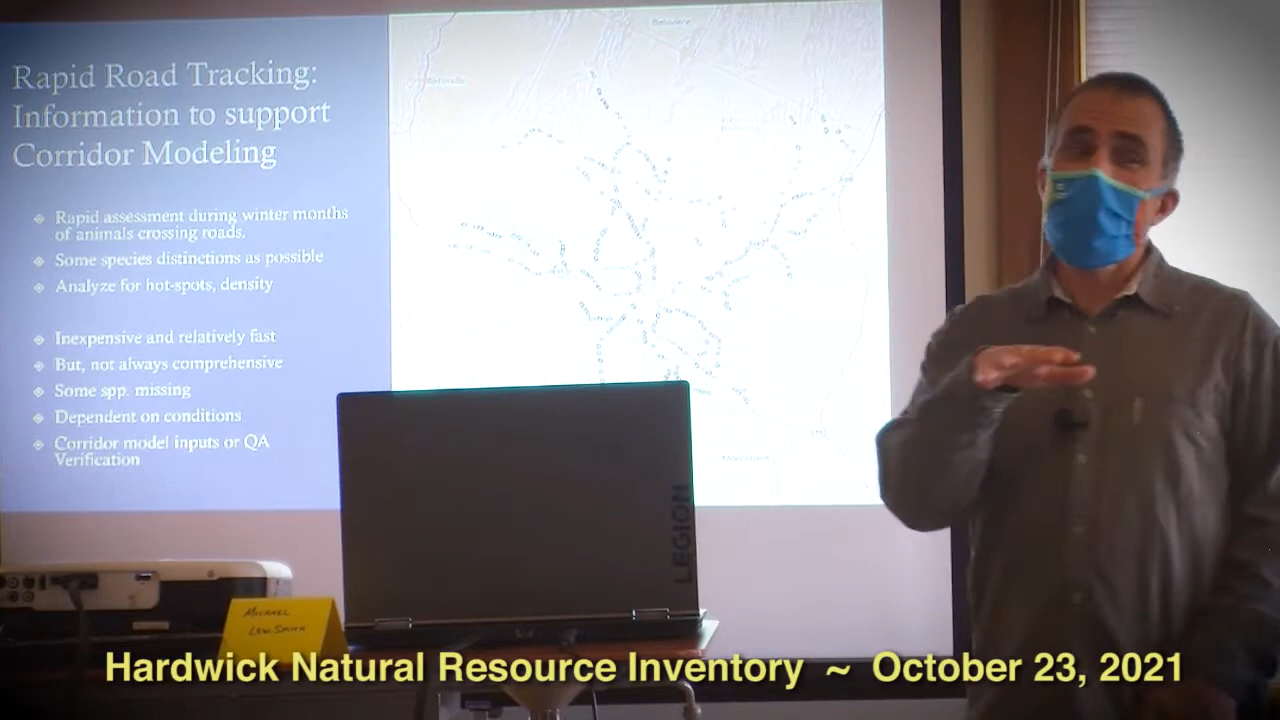 Rapid Road Tracking:
Information to support
Corridor Modeling
Rapid assessment during winter months
of animals crossing roads.
Some species distinctions as possible
Analyze for hot-spots, density
Inexpensive and relatively fast
But, not always comprehensive
Some spp. missing
Dependent on conditions
Corridor model inputs or QA
Verification
Belvidere
LEGION
MICHAEL
Hardwick Natural Resource Inventory ~ October 23, 2021